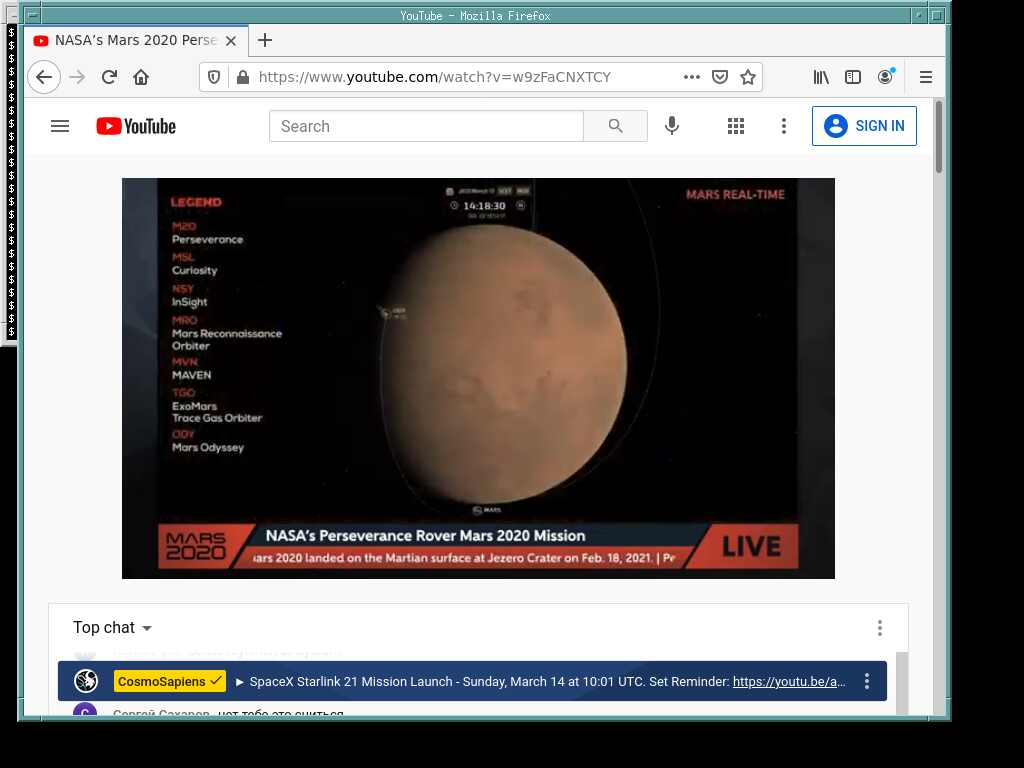 YouTube - Mozilla Firefox
NASA's Mars 2020 Perse
https://www.youtube.com/watch?v=w9zFaCNXTCY
YouTube
Search
SIGN IN
LEGEND
M20
Perseverance
MSL
Curiosity
NSY
InSight
MRO
Mars Reconnaissance
Orbiter
MVN
MAVEN
TGO
ExoMars
Trace Gas Orbiter
ODY
Mars Odyssey
14:18:30
MARS REAL-TIME
MARS
MARS
2020
NASA's Perseverance Rover Mars 2020 Mission
ars 2020 landed on the Martian surface at Jezero Crater on Feb. 18, 2021. | Pe
LIVE
Top chat
CosmoSapiens ✓ ► SpaceX Starlink 21 Mission Launch - Sunday, March 14 at 10:01 UTC. Set Reminder: https://youtu.be/a...
С Сергей Сахаров нет тебе это сниться